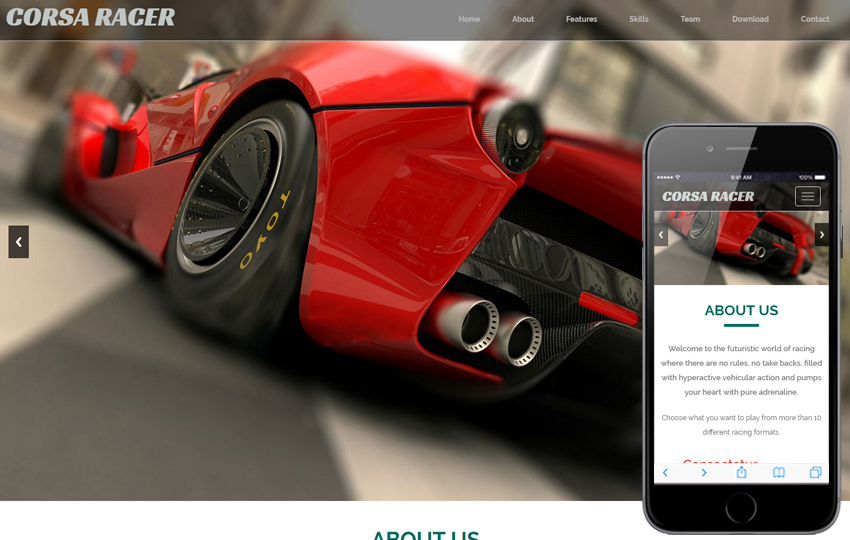 CORSA RACER
Home About Features Skills Team Download Contact
TOYO
ABOUT US
9:41 AM 100%
CORSA RACER
ABOUT US
Welcome to the futuristic world of racing
where there are no rules, no take backs, filled
with hyperactive vehicular action and pumps
your heart with pure adrenaline.
Choose what you want to play from more than 10
different racing formats.
Consectetur